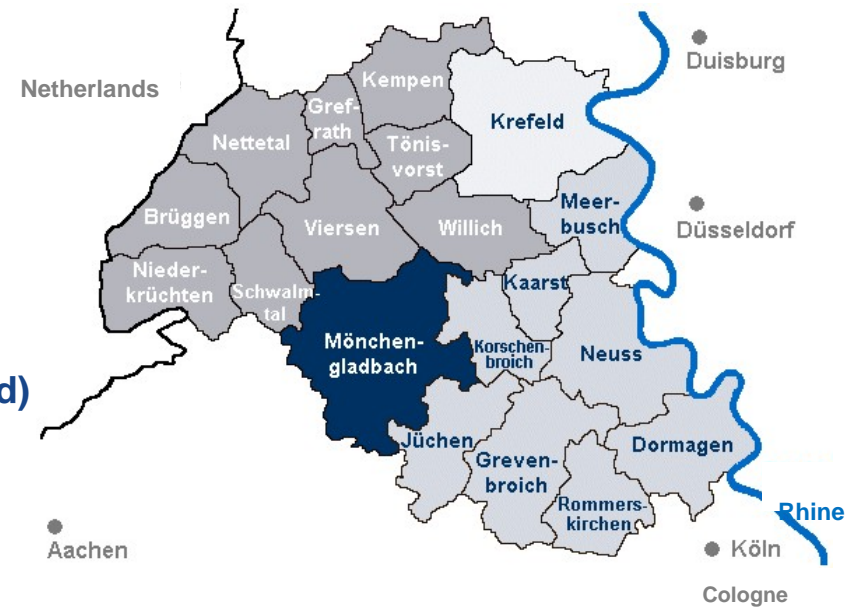 Duisburg
Netherlands
Kempen
Gref-
rath
Krefeld
Nettetal
Tönis-
vorst
Meer-
busch
Brüggen
Viersen
Willich
Düsseldorf
Nieder-
krüchten
Schwalm-
tal
Kaarst
Mönchen-
gladbach
Korschen-
broich
Neuss
d)
Jüchen
Greven-
broich
Dormagen
Rommers-
kirchen
Rhine
Aachen
Köln
Cologne